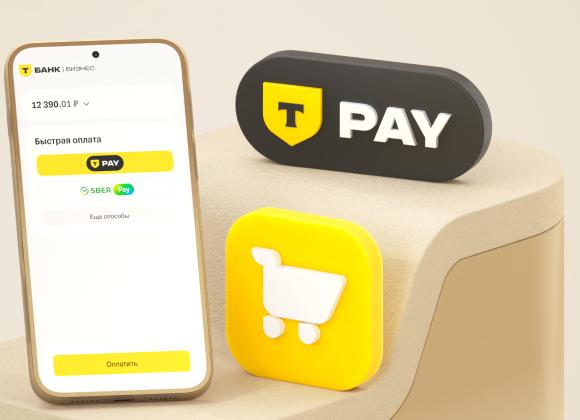 Т БАНК | БИЗНЕС
12 390.01 ₽
Быстрая оплата
Т PAY
SBER Pay
Еще способы
Оплатить
Т PAY